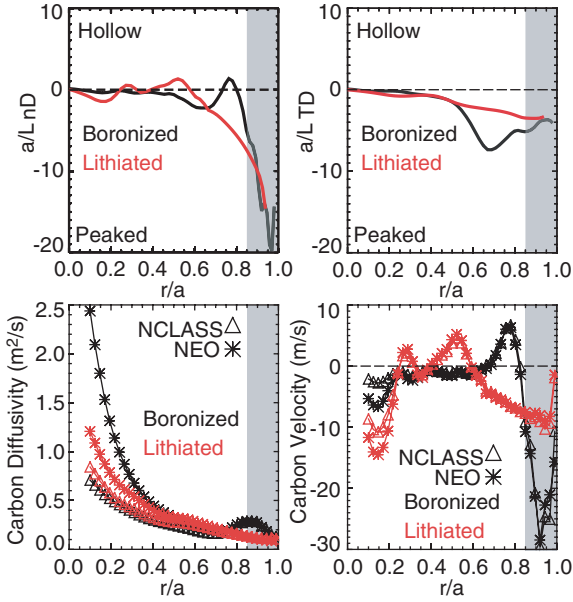 Hollow
Boronized
Lithiated
Peaked
a/L nD
10
0
-10
-20
0.0 0.2 0.4 0.6 0.8 1.0
r/a
Hollow
Boronized
Lithiated
Peaked
a/L TD
10
0
-10
20
0.0 0.2 0.4 0.6 0.8 1.0
r/a
NCLASS
NEO
Boronized
Lithiated
Carbon Diffusivity (m²/s)
2.5
2.0
1.5
1.0
0.5
0.0
0.0 0.2 0.4 0.6 0.8 1.0
r/a
NCLASS
NEO
Boronized
Lithiated
Carbon Velocity (m/s)
10
0
-10
-20
-30
0.0 0.2 0.4 0.6 0.8 1.0
r/a